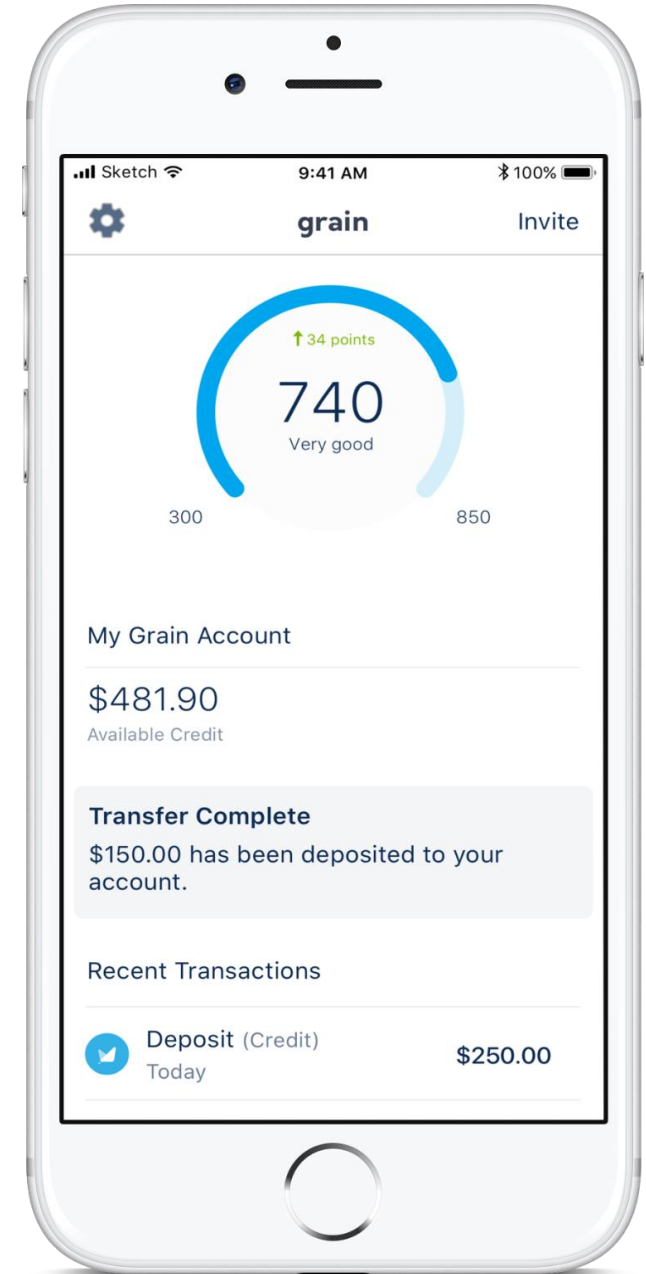 Sketch 9:41 AM 100%
grain Invite
↑ 34 points
740
Very good
300 850
My Grain Account
$481.90
Available Credit
Transfer Complete
$150.00 has been deposited to your
account.
Recent Transactions
Deposit (Credit)
$250.00
Today